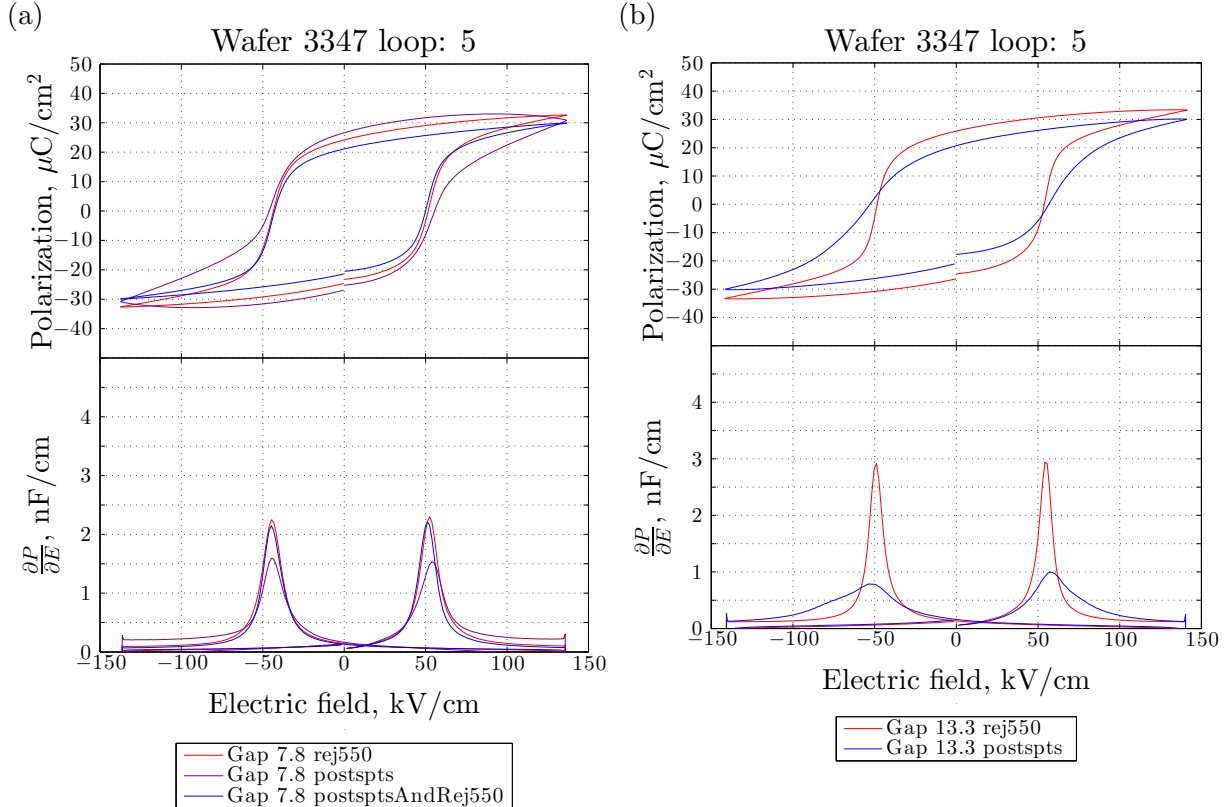 (a)
Wafer 3347 loop: 5
Polarization, μC/cm²
50
40
30
20
10
0
−10
−20
−30
−40
∂P/∂E, nF/cm
4
3
2
1
0
−150 −100 −50 0 50 100 150
Electric field, kV/cm
Gap 7.8 rej550
Gap 7.8 postspts
Gap 7.8 postsptsAndRej550
(b)
Wafer 3347 loop: 5
Polarization, μC/cm²
50
40
30
20
10
0
−10
−20
−30
−40
∂P/∂E, nF/cm
4
3
2
1
0
−150 −100 −50 0 50 100 150
Electric field, kV/cm
Gap 13.3 rej550
Gap 13.3 postspts